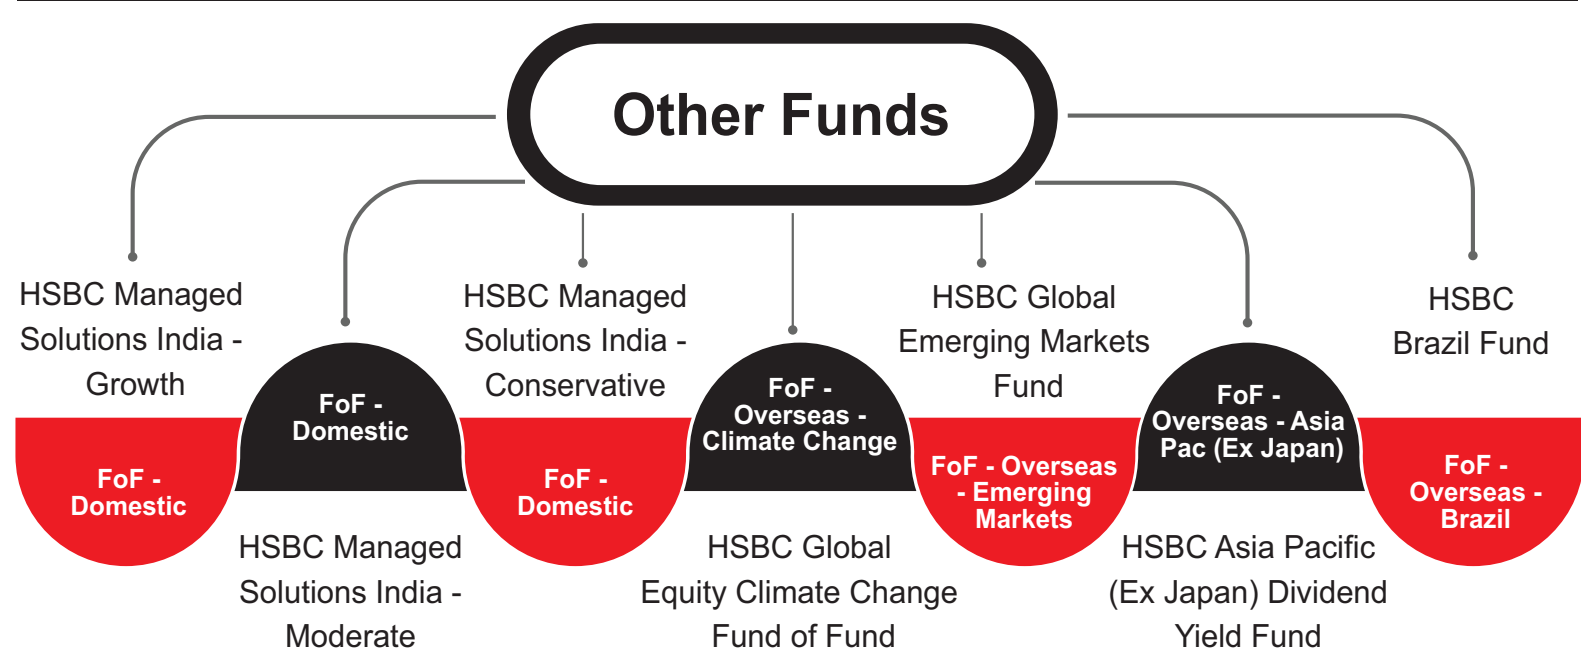 Other Funds
HSBC Managed
Solutions India -
Growth
FoF -
Domestic
FoF -
Domestic
HSBC Managed
Solutions India -
Moderate
HSBC Managed
Solutions India -
Conservative
FoF -
Domestic
FoF -
Overseas -
Climate Change
HSBC Global
Equity Climate Change
Fund of Fund
HSBC Global
Emerging Markets
Fund
FoF - Overseas
- Emerging
Markets
FoF -
Overseas - Asia
Pac (Ex Japan)
HSBC Asia Pacific
(Ex Japan) Dividend
Yield Fund
HSBC
Brazil Fund
FoF -
Overseas -
Brazil